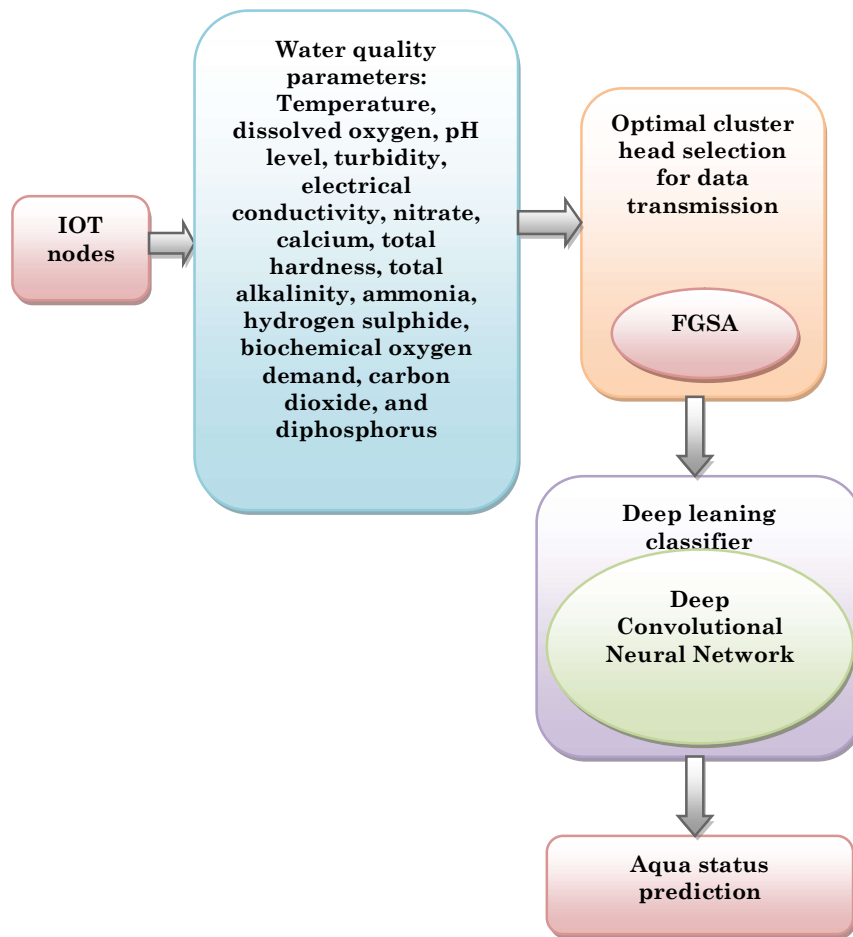 IOT
nodes
Water quality
parameters:
Temperature,
dissolved oxygen, pH
level, turbidity,
electrical
conductivity, nitrate,
calcium, total
hardness, total
alkalinity, ammonia,
hydrogen sulphide,
biochemical oxygen
demand, carbon
dioxide, and
diphosphorus
Optimal cluster
head selection
for data
transmission
FGSA
Deep leaning
classifier
Deep
Convolutional
Neural Network
Aqua status
prediction